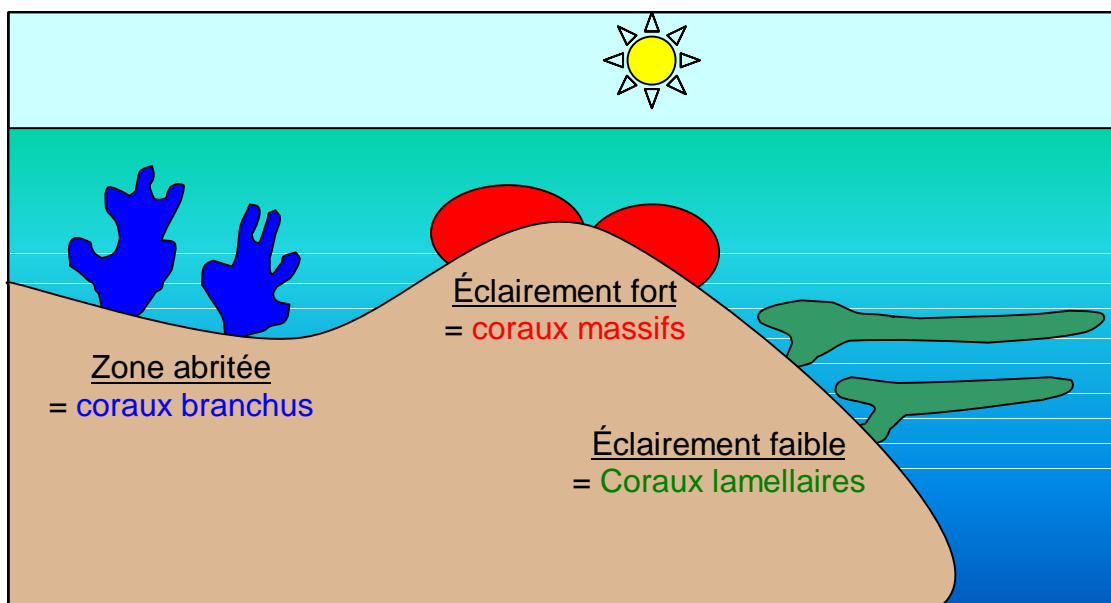 Éclairement fort
= coraux massifs
Zone abritée
= coraux branchus
Éclairement faible
= Coraux lamellaires